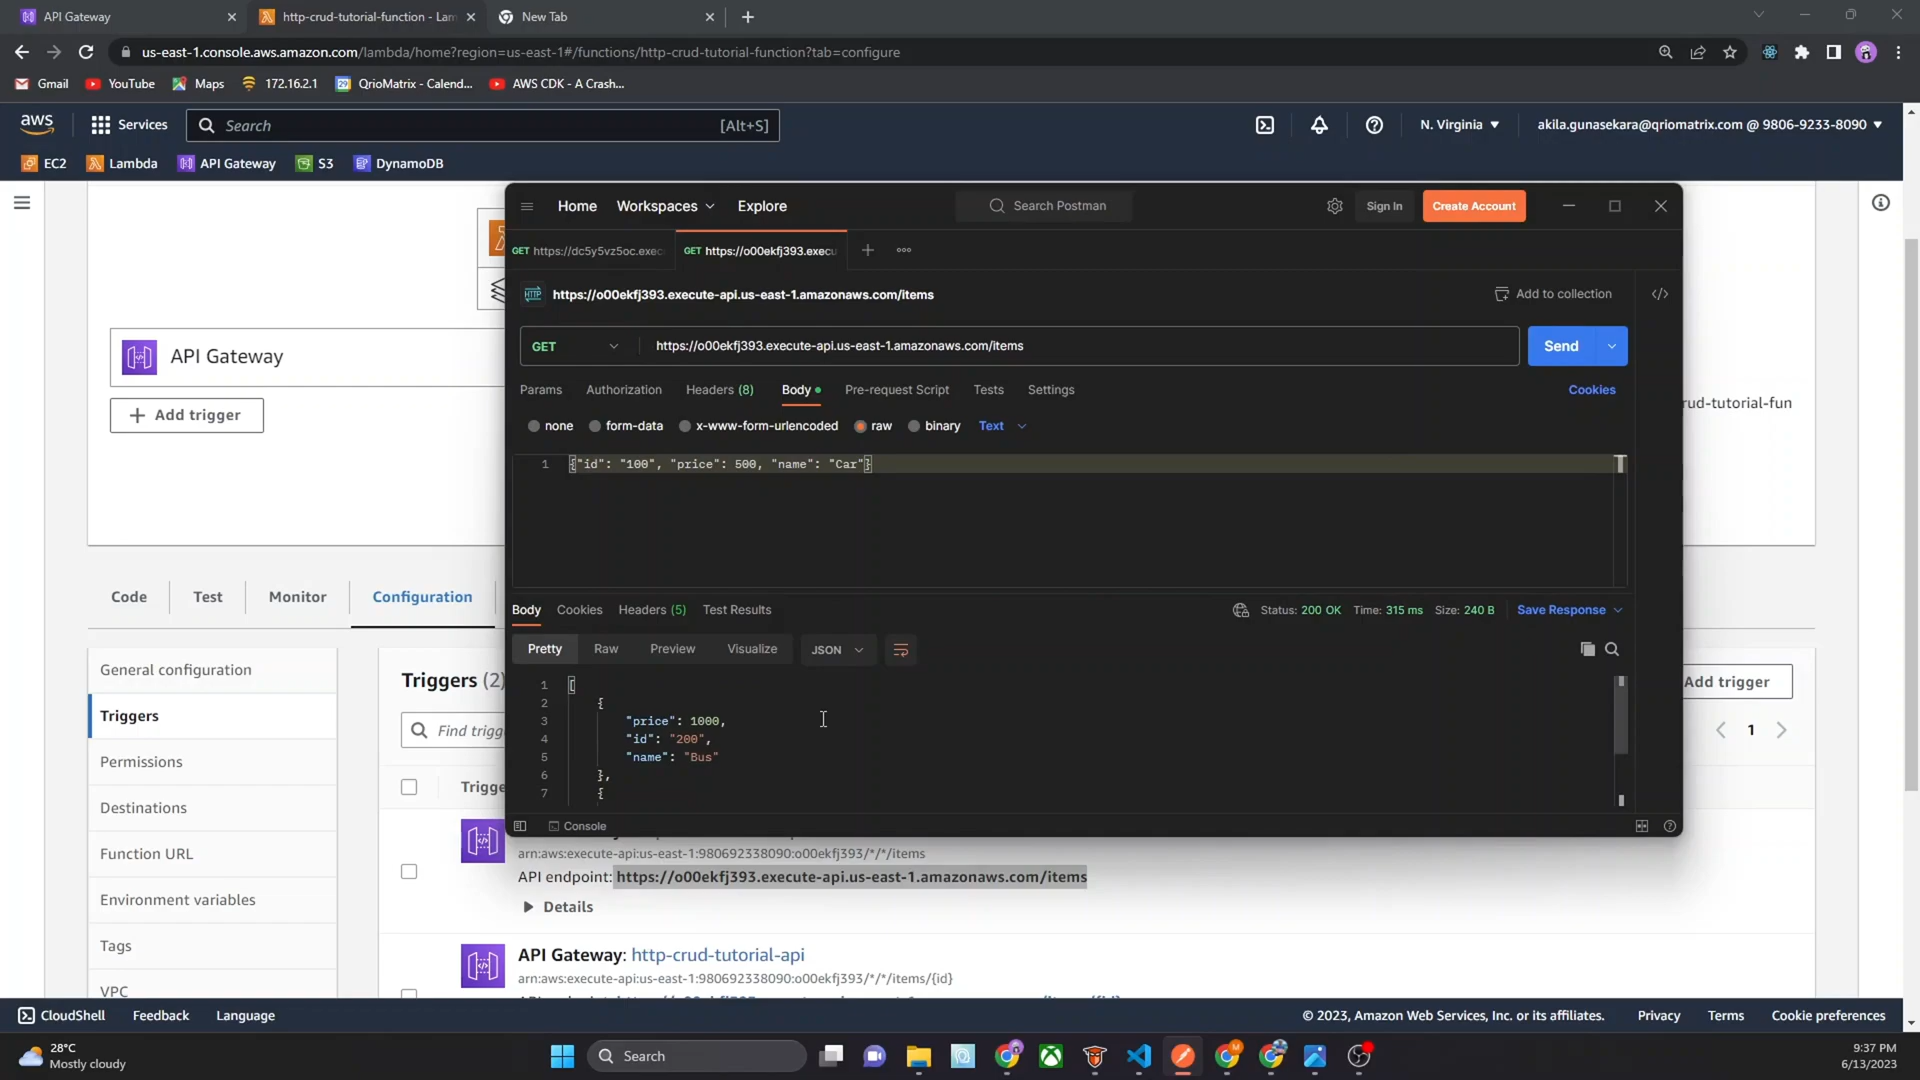 API Gateway
http-crud-tutorial-function - Lam
New Tab
us-east-1.console.aws.amazon.com/lambda/home?region=us-east-1#/functions/http-crud-tutorial-function?tab=configure
Gmail
YouTube
Maps
172.16.2.1
QrioMatrix - Calend...
AWS CDK - A Crash...
aws
Services
Search
[Alt+S]
N. Virginia
akila.gunasekara@qriomatrix.com @ 9806-9233-8090
EC2
Lambda
API Gateway
S3
DynamoDB
Home
Workspaces
Explore
Search Postman
Sign In
Create Account
GET https://dc5y5vz5oc.exec
GET https://o00ekfj393.execu
HTTP https://o00ekfj393.execute-api.us-east-1.amazonaws.com/items
Add to collection
API Gateway
GET
https://o00ekfj393.execute-api.us-east-1.amazonaws.com/items
Send
Params
Authorization
Headers (8)
Body
Pre-request Script
Tests
Settings
Cookies
Add trigger
rud-tutorial-fun
none
form-data
x-www-form-urlencoded
raw
binary
Text
1 {"id": "100", "price": 500, "name": "Car"}
Code
Test
Monitor
Configuration
Body
Cookies
Headers (5)
Test Results
Status: 200 OK
Time: 315 ms
Size: 240 B
Save Response
Pretty
Raw
Preview
Visualize
JSON
1 [
2 {
3 "price": 1000,
4 "id": "200",
5 "name": "Bus"
6 },
7 {
Console
General configuration
Triggers
Permissions
Destinations
Function URL
Environment variables
Tags
VPC
Triggers (2)
Add trigger
Find trigg
1
Trigge
arn:aws:execute-api:us-east-1:980692338090:o00ekfj393/*/*/items
API endpoint: https://o00ekfj393.execute-api.us-east-1.amazonaws.com/items
Details
API Gateway: http-crud-tutorial-api
arn:aws:execute-api:us-east-1:980692338090:o00ekfj393/*/*/items/{id}
CloudShell
Feedback
Language
© 2023, Amazon Web Services, Inc. or its affiliates.
Privacy
Terms
Cookie preferences
28°C
Mostly cloudy
Search
9:37 PM
6/13/2023